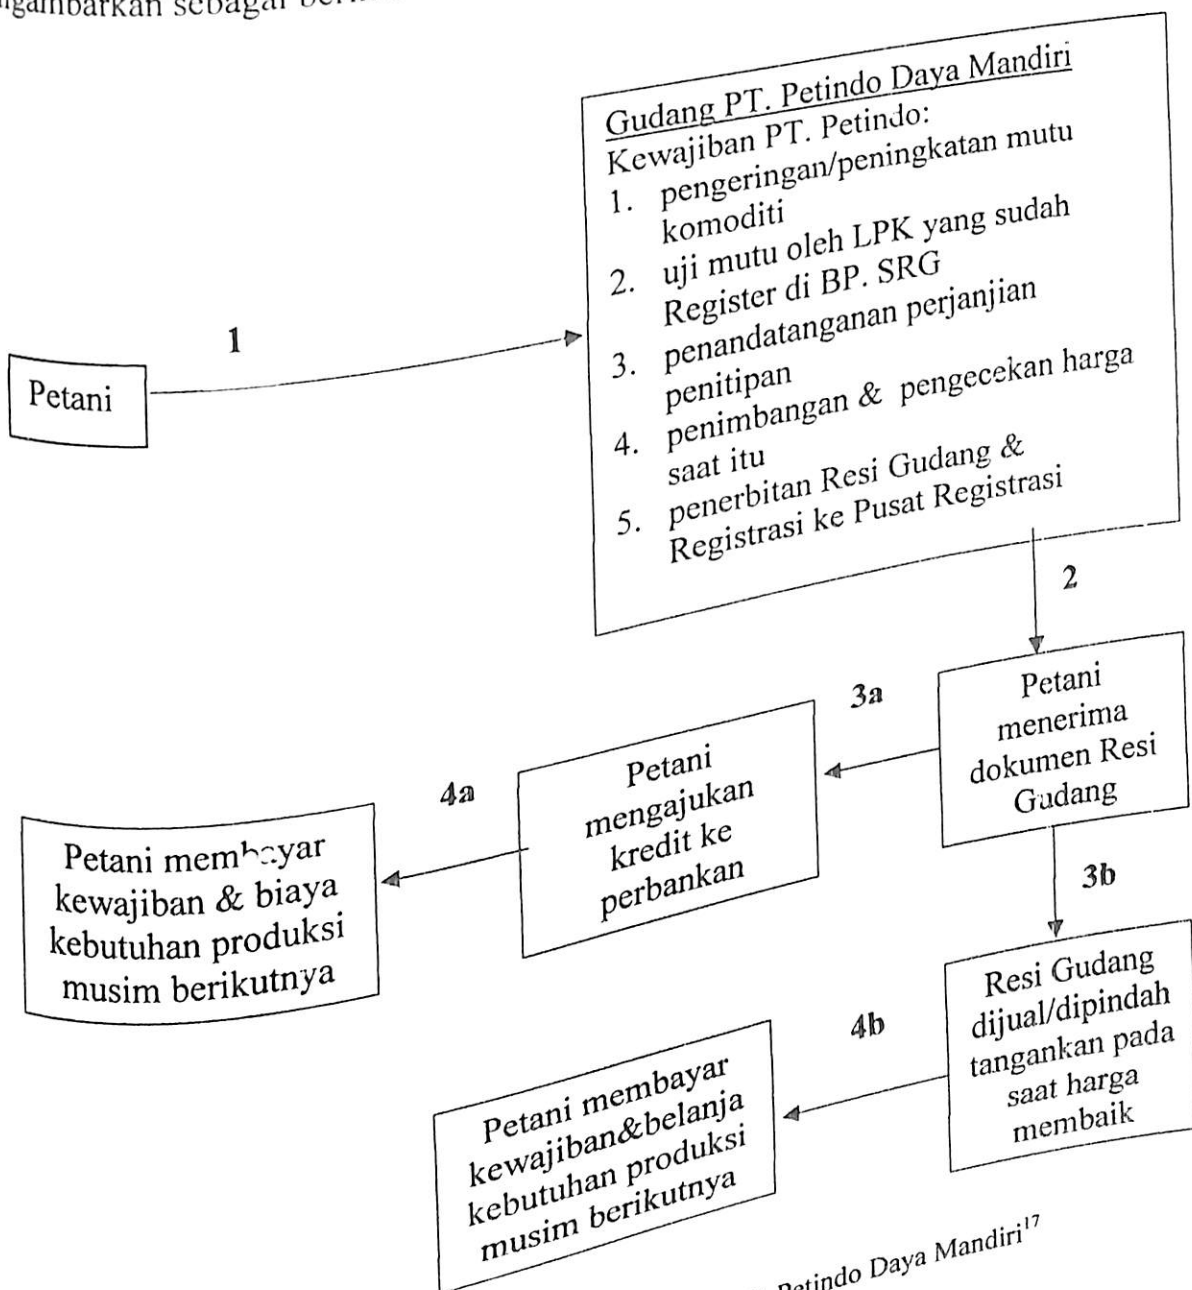 sebagai
Gudang PT. Petindo Daya Mandiri
Kewajiban PT. Petindo:
1. pengeringan/peningkatan mutu
komoditi
2. uji mutu oleh LPK yang sudah
Register di BP. SRG
3. penandatanganan perjanjian
penitipan
4. penimbangan & pengecekan harga
saat itu
5. penerbitan Resi Gudang &
Registrasi ke Pusat Registrasi
1
Petani
2
Petani
menerima
dokumen Resi
Gudang
3a
Petani
mengajukan
kredit ke
perbankan
4a
Petani membayar
kewajiban & biaya
kebutuhan produksi
musim berikutnya
3b
Resi Gudang
dijual/dipindah
tangankan pada
saat harga
membaik
4b
Petani membayar
kewajiban&belanja
kebutuhan produksi
musim berikutnya
Petindo Daya Mandiri17